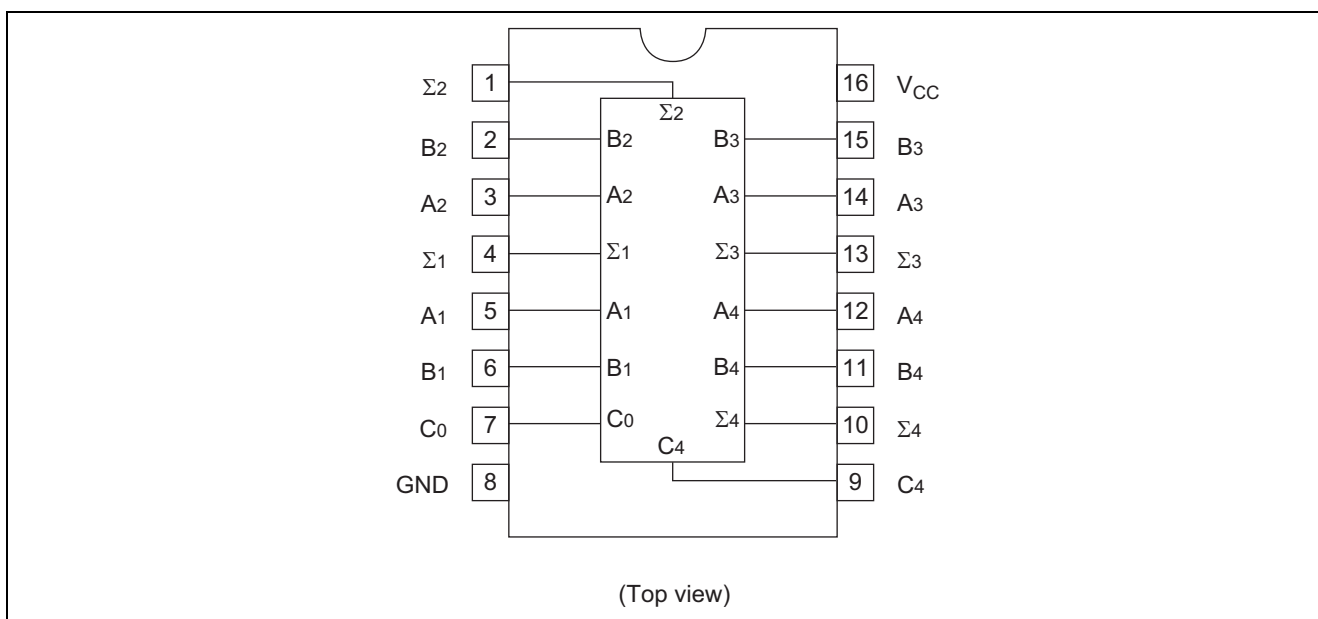 Σ2 1 16 VCC
Σ2
B2 2 B2 B3 15 B3
A2 3 A2 A3 14 A3
Σ1 4 Σ1 Σ3 13 Σ3
A1 5 A1 A4 12 A4
B1 6 B1 B4 11 B4
C0 7 C0 Σ4 10 Σ4
C4
GND 8 9 C4
(Top view)